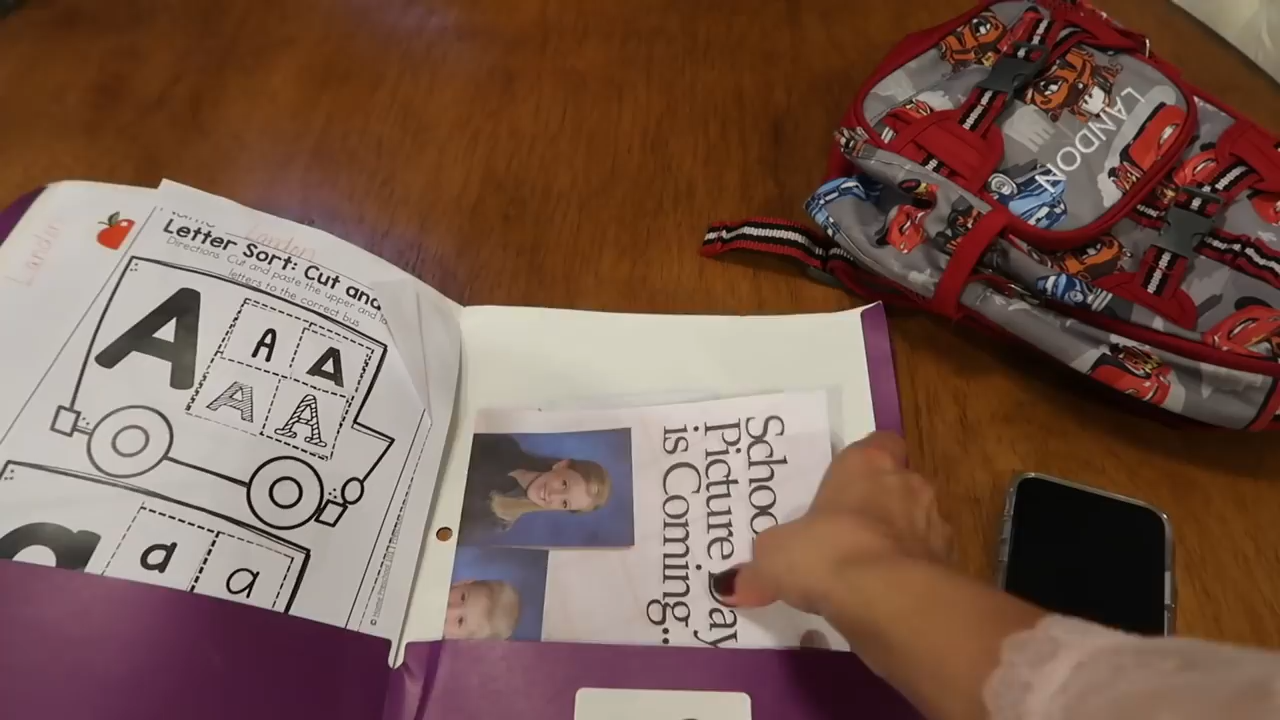 Landon
Letter Sort: Cut and
Directions: Cut and paste the upper and lo
letters to the correct bus.
A
A
A
A
A
a
a
a
School
Picture Day
is Coming..
LANDON